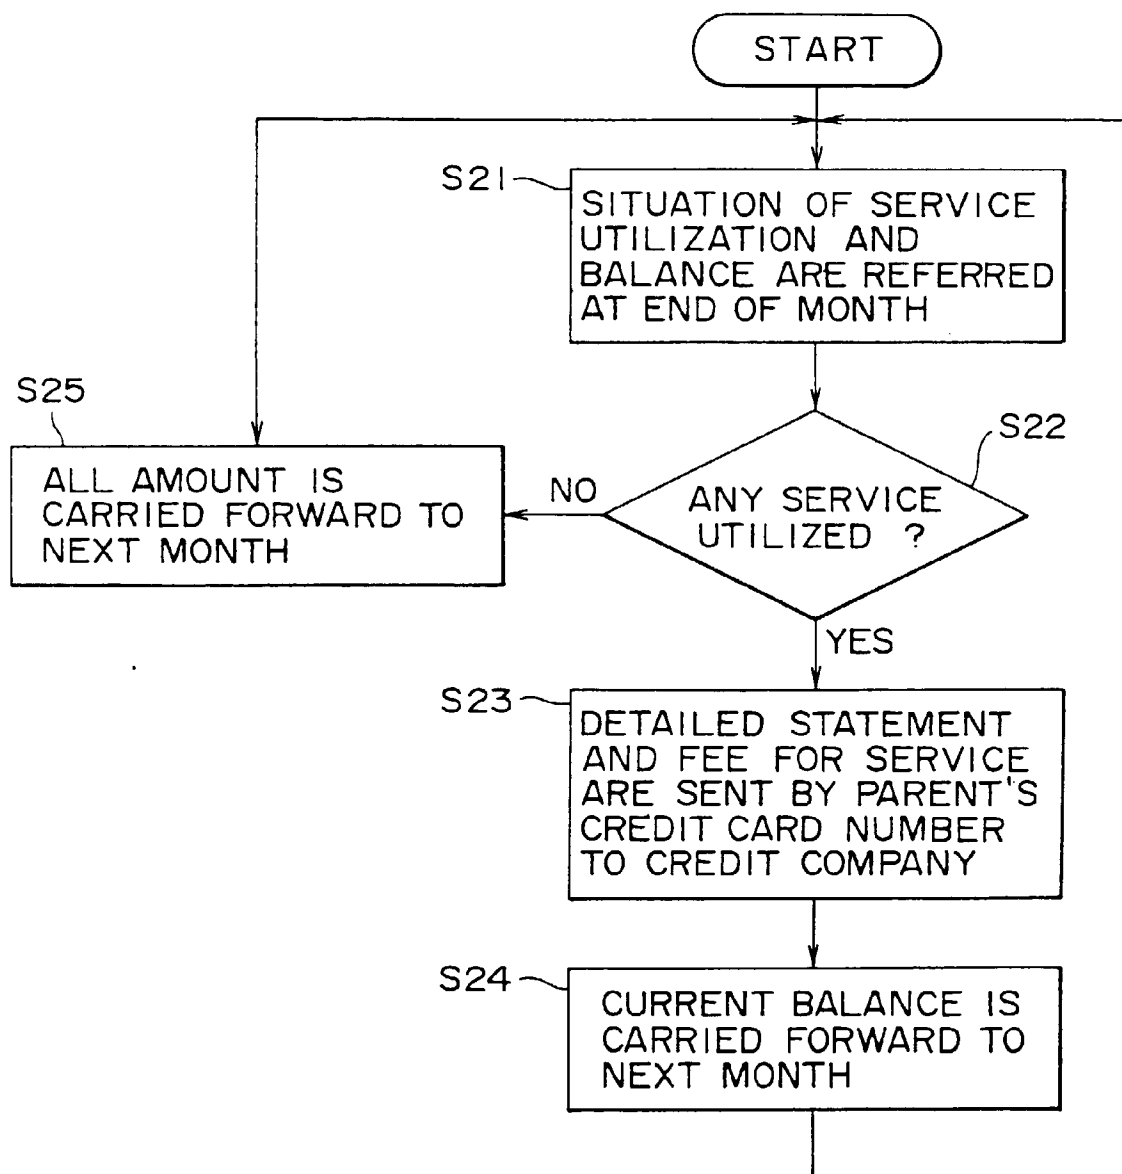 START
S21
SITUATION OF SERVICE
UTILIZATION AND
BALANCE ARE REFERRED
AT END OF MONTH
S25
ALL AMOUNT IS
CARRIED FORWARD TO
NEXT MONTH
NO
S22
ANY SERVICE
UTILIZED ?
YES
S23
DETAILED STATEMENT
AND FEE FOR SERVICE
ARE SENT BY PARENT'S
CREDIT CARD NUMBER
TO CREDIT COMPANY
S24
CURRENT BALANCE IS
CARRIED FORWARD TO
NEXT MONTH